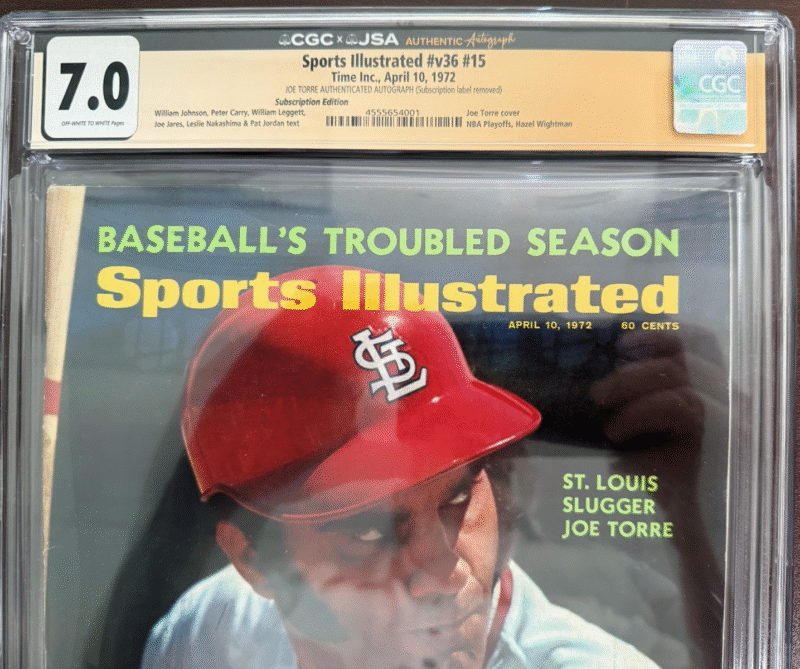 CGC × JSA AUTHENTIC Autograph
7.0
OFF-WHITE TO WHITE Pages
Sports Illustrated #v36 #15
Time Inc., April 10, 1972
JOE TORRE AUTHENTICATED AUTOGRAPH (Subscription label removed)
Subscription Edition
William Johnson, Peter Carry, William Leggett,
Joe Jares, Leslie Nakashima & Pat Jordan text
4555654001
Joe Torre cover
NBA Playoffs, Hazel Wightman
CGC
BASEBALL'S TROUBLED SEASON
Sports Illustrated
APRIL 10, 1972 60 CENTS
STL
ST. LOUIS
SLUGGER
JOE TORRE